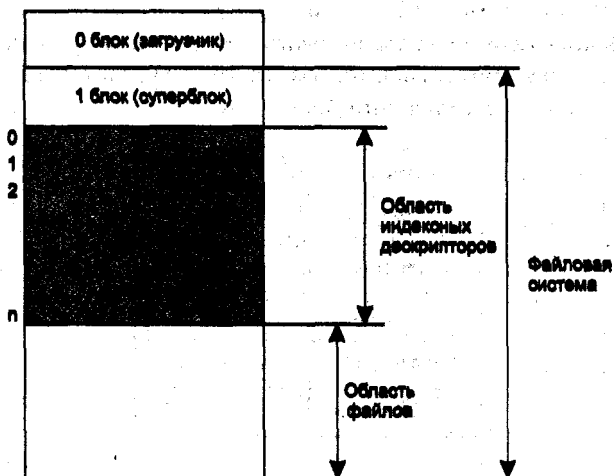 0 блок (загрузчик)
1 блок (суперблок)
0
1
2
n
Область
индексных
дескрипторов
Файловая
система
Область
файлов